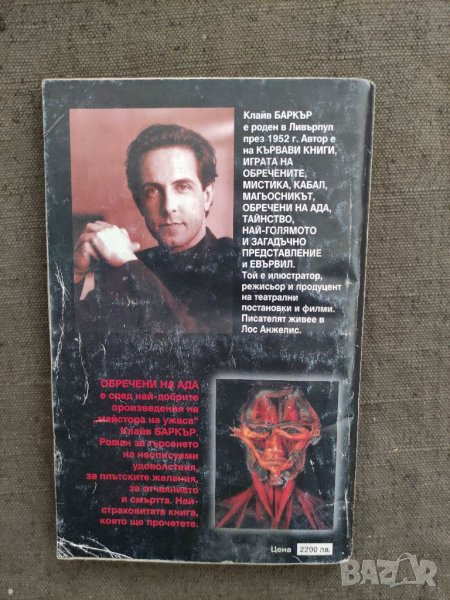 Клайв БАРКЪР
е роден в Ливърпул
през 1952 г. Автор е
на КЪРВАВИ КНИГИ,
ИГРАТА НА
ОБРЕЧЕНИТЕ,
МИСТИКА, КАБАЛ,
МАГЬОСНИКЪТ,
ОБРЕЧЕНИ НА АДА,
ТАЙНСТВО,
НАЙ-ГОЛЯМОТО
И ЗАГАДЪЧНО
ПРЕДСТАВЛЕНИЕ
и ЕВЪРВИЛ.
Той е илюстратор,
режисьор и продуцент
на театрални
постановки и филми.
Писателят живее в
Лос Анжелис.
ОБРЕЧЕНИ НА АДА
е сред най-добрите
произведения на
„майстора на ужаса“
Клайв БАРКЪР.
Роман за търсенето
на неописуеми
удоволствия,
за плътските желания,
за отчаянието
и смъртта. Най-
страховитата книга,
която ще прочетете.
Цена 2200 лв.
BAZAR